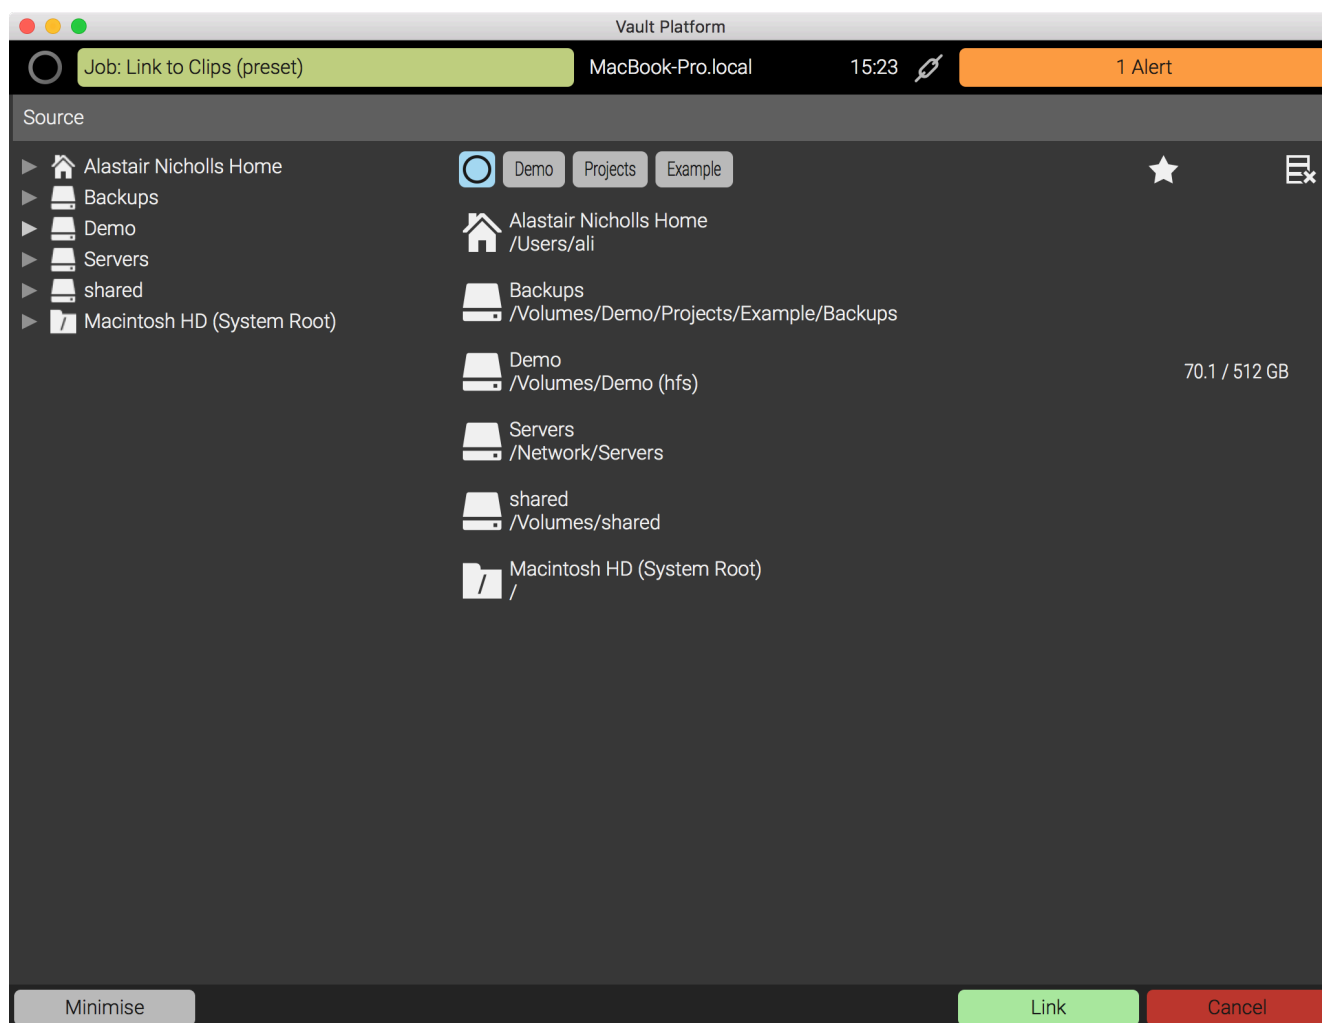 Vault Platform
Job: Link to Clips (preset)
MacBook-Pro.local
15:23
1 Alert
Source
Alastair Nicholls Home
Backups
Demo
Servers
shared
Macintosh HD (System Root)
Demo
Projects
Example
Alastair Nicholls Home
/Users/ali
Backups
/Volumes/Demo/Projects/Example/Backups
Demo
/Volumes/Demo (hfs)
70.1 / 512 GB
Servers
/Network/Servers
shared
/Volumes/shared
Macintosh HD (System Root)
/
Minimise
Link
Cancel